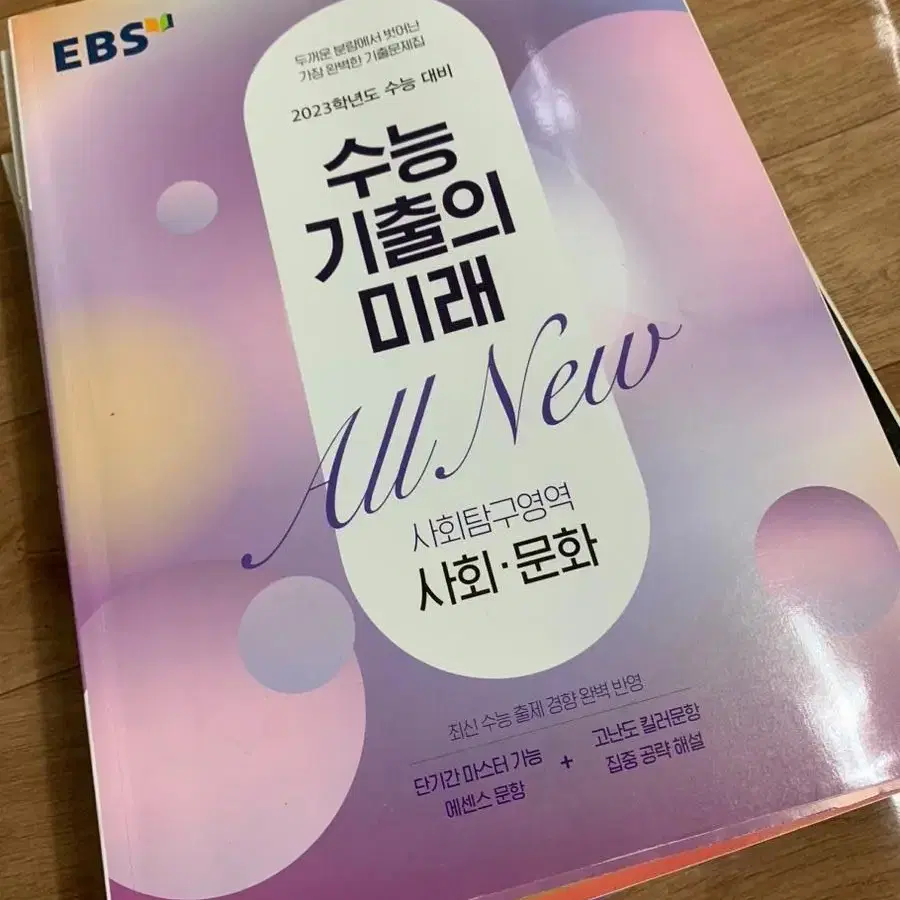 EBS
두꺼운 분량에서 벗어난
가장 완벽한 기출문제집
2023학년도 수능 대비
수능
기출의
미래
All New
사회탐구영역
사회·문화
최신 수능 출제 경향 완벽 반영
단기간 마스터 가능
에센스 문항
+
고난도 킬러문항
집중 공략 해설